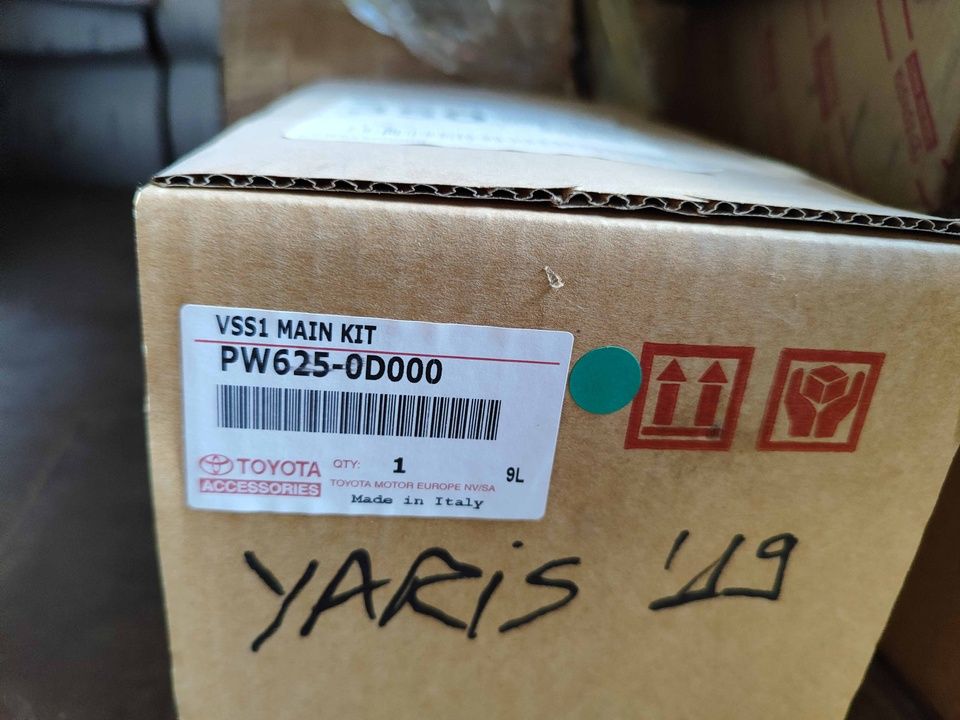 VSS1 MAIN KIT
PW625-0D000
TOYOTA
ACCESSORIES
QTY: 1
9L
TOYOTA MOTOR EUROPE NV/SA
Made in Italy
YARiS '19